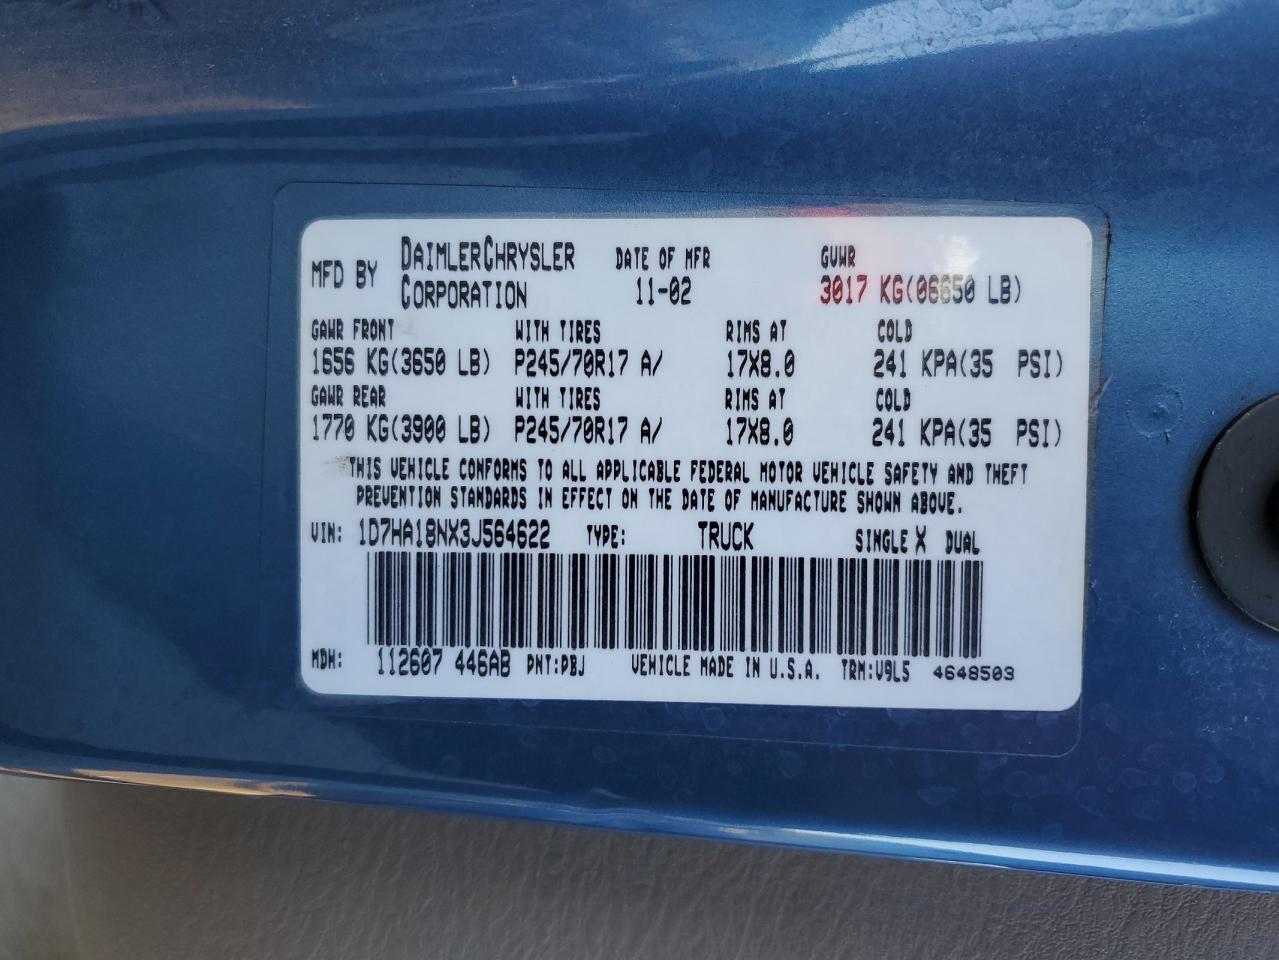 MFD BY DAIMLERCHRYSLER CORPORATION DATE OF MFR 11-02 GVWR 3017 KG(06650 LB)
GAWR FRONT WITH TIRES RIMS AT COLD
1656 KG(3650 LB) P245/70R17 A/ 17X8.0 241 KPA(35 PSI)
GAWR REAR WITH TIRES RIMS AT COLD
1770 KG(3900 LB) P245/70R17 A/ 17X8.0 241 KPA(35 PSI)
THIS VEHICLE CONFORMS TO ALL APPLICABLE FEDERAL MOTOR VEHICLE SAFETY AND THEFT
PREVENTION STANDARDS IN EFFECT ON THE DATE OF MANUFACTURE SHOWN ABOVE.
VIN: 1D7HA18NX3J564622 TYPE: TRUCK SINGLE X DUAL
MDH: 112607 446AB PNT:PBJ VEHICLE MADE IN U.S.A. TRM:V9L5 4648503